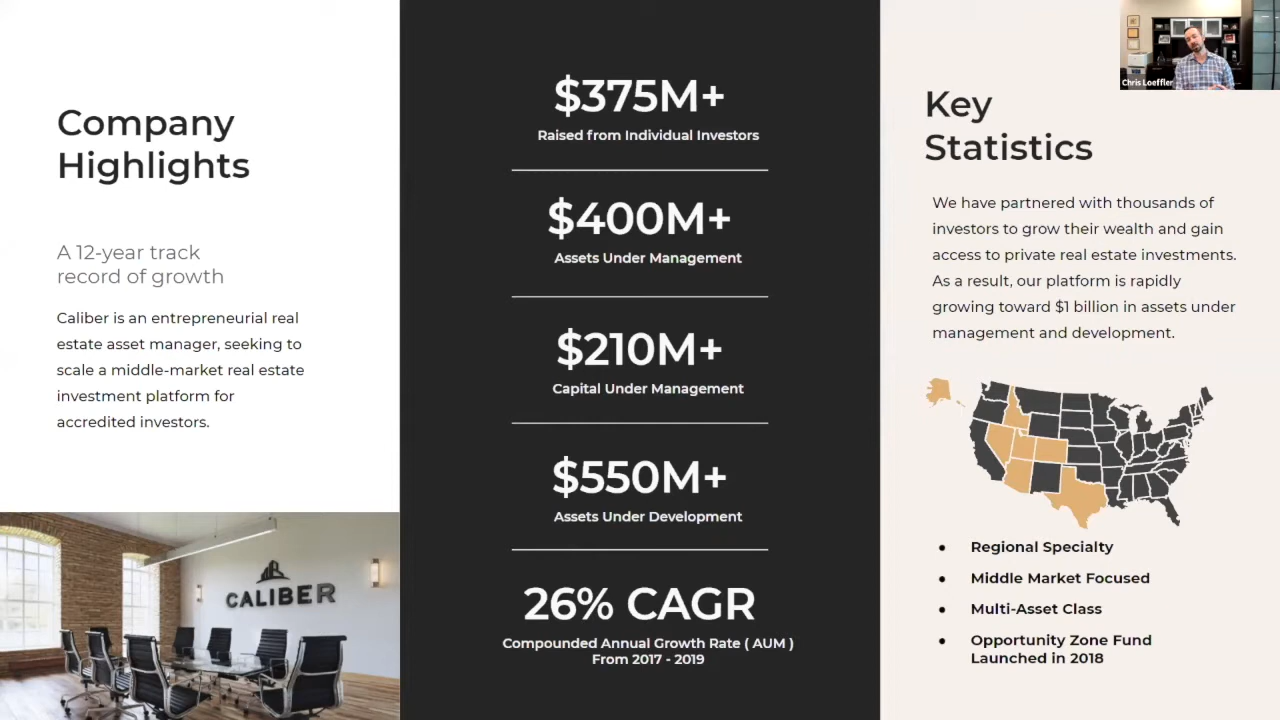 Company
Highlights
A 12-year track
record of growth
Caliber is an entrepreneurial real
estate asset manager, seeking to
scale a middle-market real estate
investment platform for
accredited investors.
CALIBER
$375M+
Raised from Individual Investors
$400M+
Assets Under Management
$210M+
Capital Under Management
$550M+
Assets Under Development
26% CAGR
Compounded Annual Growth Rate ( AUM )
From 2017 - 2019
Chris Loeffler
Key
Statistics
We have partnered with thousands of
investors to grow their wealth and gain
access to private real estate investments.
As a result, our platform is rapidly
growing toward $1 billion in assets under
management and development.
● Regional Specialty
● Middle Market Focused
● Multi-Asset Class
● Opportunity Zone Fund
Launched in 2018